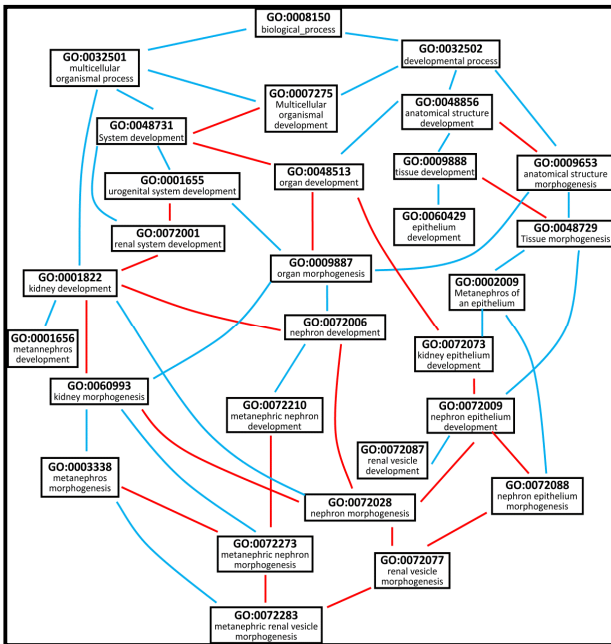 GO:0008150
biological_process
GO:0032501
multicellular
organismal process
GO:0032502
developmental process
GO:0007275
Multicellular
organismal
development
GO:0048856
anatomical structure
development
GO:0048731
System development
GO:0009888
tissue development
GO:0009653
anatomical structure
morphogenesis
GO:0001655
urogenital system development
GO:0048513
organ development
GO:0060429
epithelium
development
GO:0048729
Tissue morphogenesis
GO:0072001
renal system development
GO:0009887
organ morphogenesis
GO:0001822
kidney development
GO:0002009
Metanephros of
an epithelium
GO:0001656
metannephros
development
GO:0072006
nephron development
GO:0072073
kidney epithelium
development
GO:0060993
kidney morphogenesis
GO:0072210
metanephric nephron
development
GO:0072009
nephron epithelium
development
GO:0072087
renal vesicle
development
GO:0003338
metanephros
morphogenesis
GO:0072028
nephron morphogenesis
GO:0072088
nephron epithelium
morphogenesis
GO:0072273
metanephric nephron
morphogenesis
GO:0072077
renal vesicle
morphogenesis
GO:0072283
metanephric renal vesicle
morphogenesis